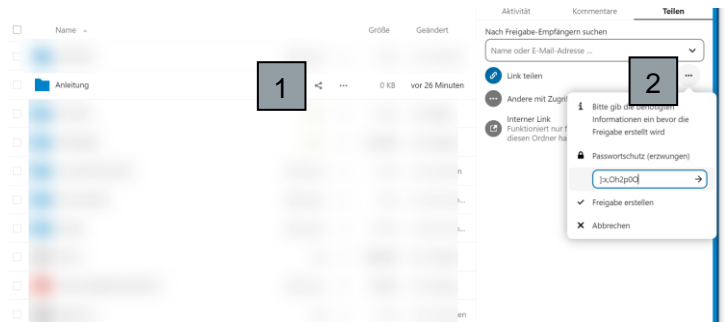 Name
Größe
Geändert
Anleitung
1
0 KB
vor 26 Minuten
Aktivität
Kommentare
Teilen
Nach Freigabe-Empfängern suchen
Name oder E-Mail-Adresse ...
Link teilen
2
Andere mit Zugrif
Interner Link
Funktioniert nur f
diesen Ordner ha
Bitte gib die benötigten
Informationen ein bevor die
Freigabe erstellt wird
Passwortschutz (erzwungen)
]:x,Oh2p0O
Freigabe erstellen
Abbrechen